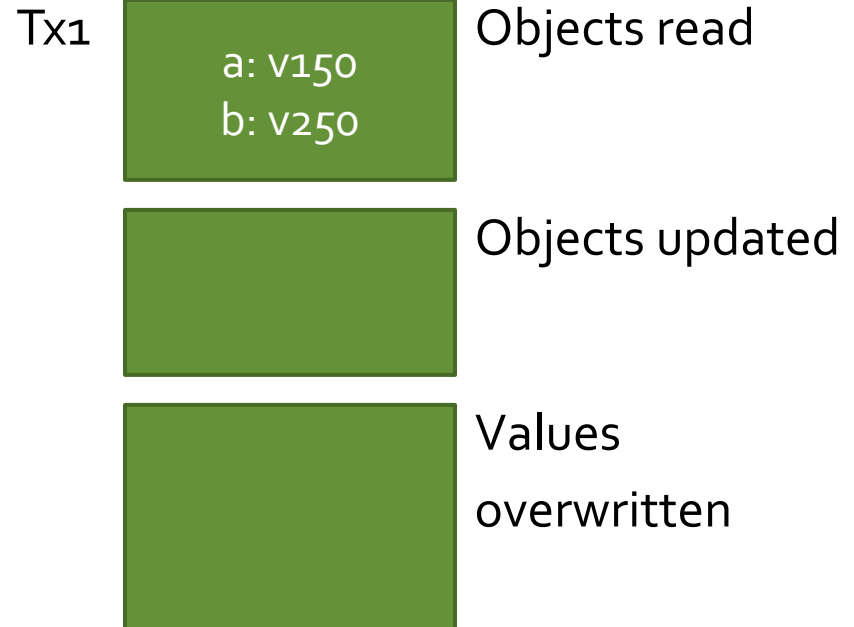 Tx1
a: v150
b: v250
Objects read
Objects updated
Values
overwritten